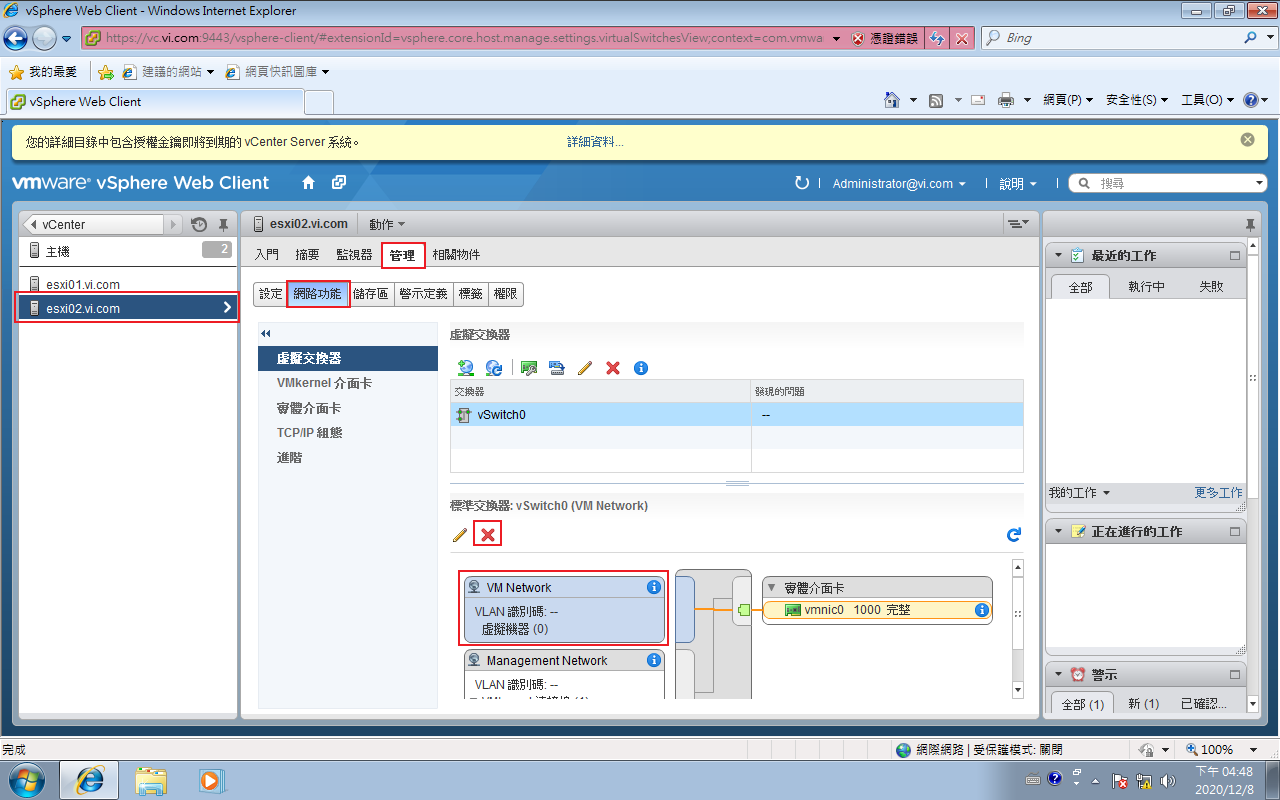 vSphere Web Client - Windows Internet Explorer
https://vc.vi.com:9443/vsphere-client/#extensionId=vsphere.core.host.manage.settings.virtualSwitchesView;context=com.vmwa
憑證錯誤
Bing
我的最愛
建議的網站
網頁快訊圖庫
vSphere Web Client
網頁(P)
安全性(S)
工具(O)
您的詳細目錄中包含授權金鑰即將到期的 vCenter Server 系統。
詳細資料...
vmware® vSphere Web Client
Administrator@vi.com
說明
搜尋
vCenter
主機
2
esxi01.vi.com
esxi02.vi.com
esxi02.vi.com
動作
入門
摘要
監視器
管理
相關物件
設定
網路功能
儲存區
警示定義
標籤
權限
虛擬交換器
VMkernel 介面卡
實體介面卡
TCP/IP 組態
進階
虛擬交換器
交換器
發現的問題
vSwitch0
--
標準交換器: vSwitch0 (VM Network)
VM Network
VLAN 識別碼: --
虛擬機器 (0)
Management Network
VLAN 識別碼: --
實體介面卡
vmnic0 1000 完整
最近的工作
全部
執行中
失敗
我的工作
更多工作
正在進行的工作
警示
全部 (1)
新 (1)
已確認...
完成
網際網路 | 受保護模式: 關閉
100%
下午 04:48
2020/12/8